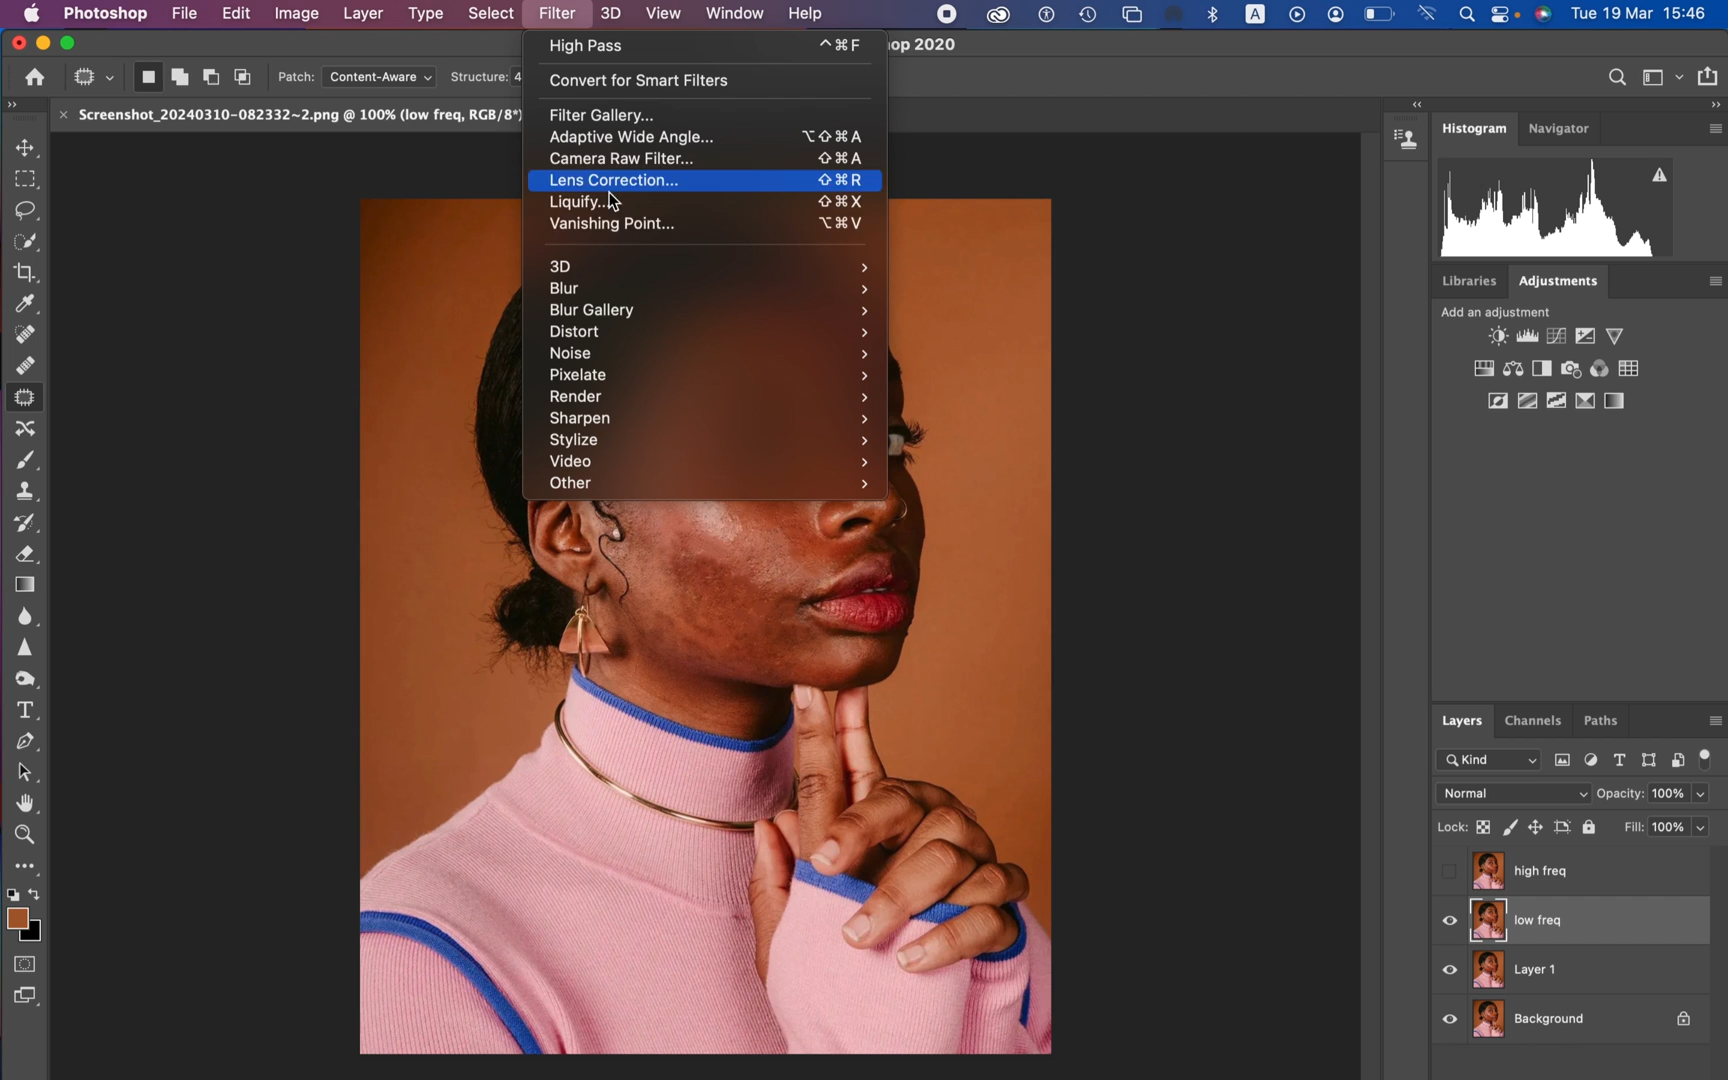 Photoshop File Edit Image Layer Type Select Filter 3D View Window Help A Tue 19 Mar 15:46
op 2020
Patch: Content-Aware Structure: 4
Screenshot_20240310-082332~2.png @ 100% (low freq, RGB/8*)
High Pass ⌃⌘F
Convert for Smart Filters
Filter Gallery...
Adaptive Wide Angle... ⌥⇧⌘A
Camera Raw Filter... ⇧⌘A
Lens Correction... ⇧⌘R
Liquify... ⇧⌘X
Vanishing Point... ⌥⌘V
3D
Blur
Blur Gallery
Distort
Noise
Pixelate
Render
Sharpen
Stylize
Video
Other
Histogram Navigator
Libraries Adjustments
Add an adjustment
Layers Channels Paths
Kind
Normal Opacity: 100%
Lock: Fill: 100%
high freq
low freq
Layer 1
Background